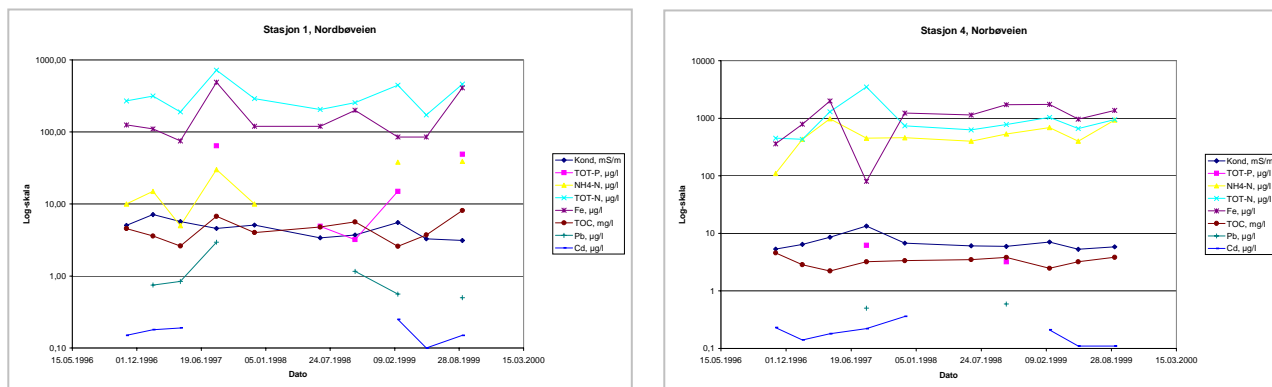 Stasjon 1, Nordbøveien
1000,00
100,00
10,00
1,00
0,10
Log-skala
15.05.1996 01.12.1996 19.06.1997 05.01.1998 24.07.1998 09.02.1999 28.08.1999 15.03.2000
Dato
Kond, mS/m
TOT-P, µg/l
NH4-N, µg/l
TOT-N, µg/l
Fe, µg/l
TOC, mg/l
Pb, µg/l
Cd, µg/l
Stasjon 4, Norbøveien
10000
1000
100
10
1
0,1
Log-skala
15.05.1996 01.12.1996 19.06.1997 05.01.1998 24.07.1998 09.02.1999 28.08.1999 15.03.2000
Dato
Kond, mS/m
TOT-P, µg/l
NH4-N, µg/l
TOT-N, µg/l
Fe, µg/l
TOC, mg/l
Pb, µg/l
Cd, µg/l